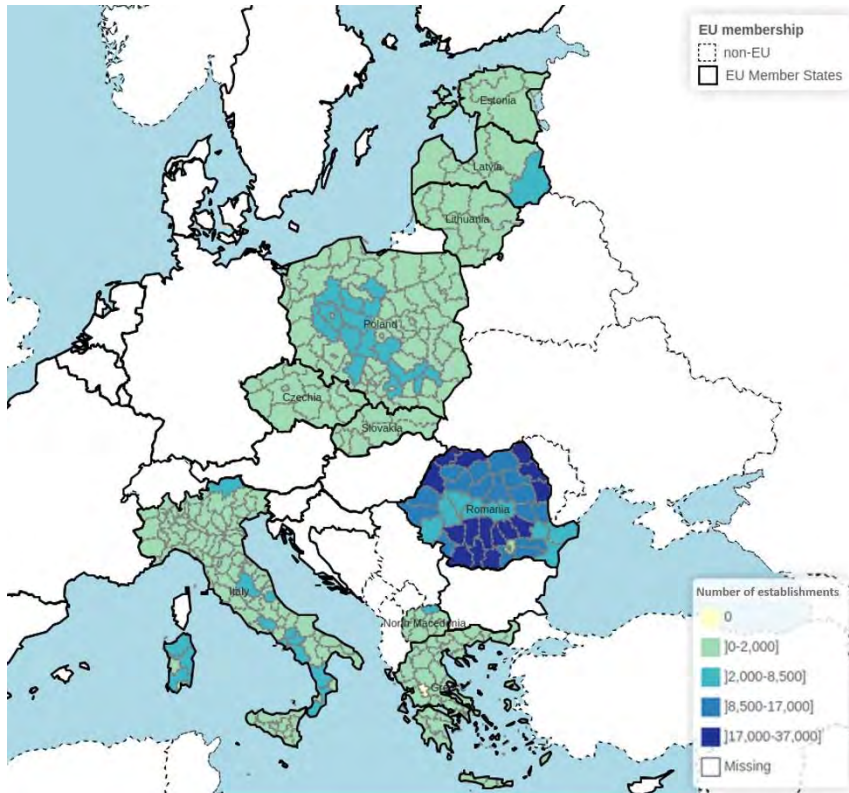 EU membership
non-EU
EU Member States
Estonia
Latvia
Lithuania
Poland
Czechia
Slovakia
Romania
Italy
North Macedonia
Number of establishments
0
]0-2,000]
]2,000-8,500]
]8,500-17,000]
]17,000-37,000]
Missing